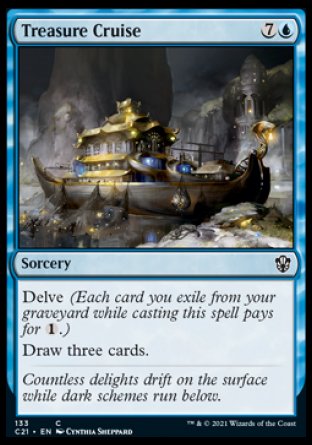 Treasure Cruise 7
Sorcery
Delve (Each card you exile from your
graveyard while casting this spell pays
for 1.)
Draw three cards.
Countless delights drift on the surface
while dark schemes run below.
133 C
C21 • EN Cynthia Sheppard ™ & © 2021 Wizards of the Coast